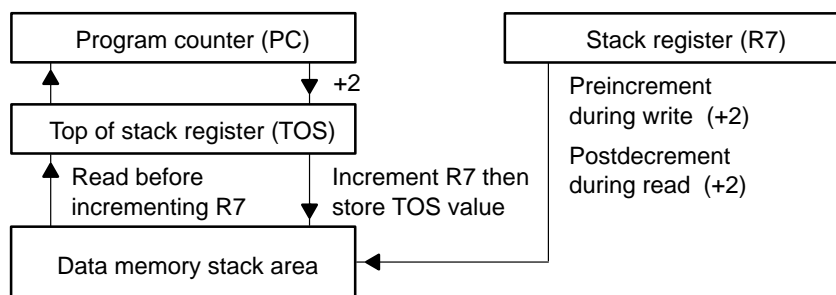 Program counter (PC)
Stack register (R7)
+2
Preincrement
during write (+2)
Top of stack register (TOS)
Postdecrement
during read (+2)
Read before
incrementing R7
Increment R7 then
store TOS value
Data memory stack area